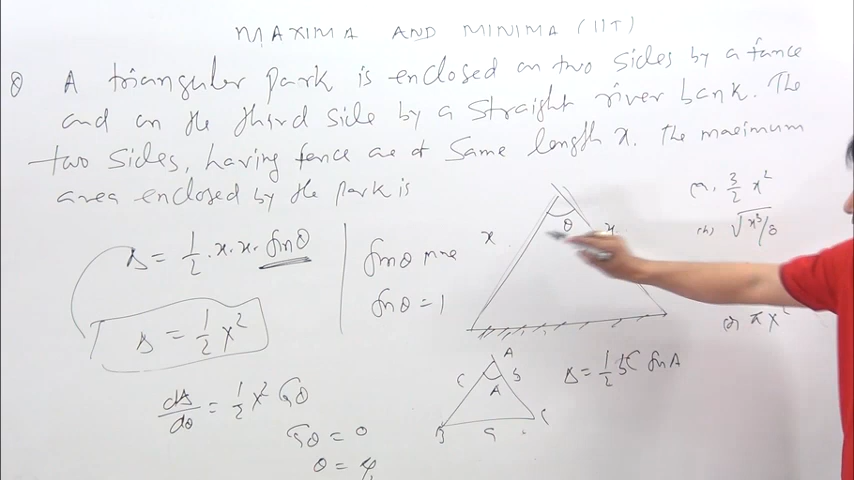 MAXIMA AND MINIMA (IIT)
Q A triangular park is enclosed on two sides by a fance
and on the third side by a straight river bank. The
two sides, having fence are of same length x. The maximum
area enclosed by the park is
Δ = 1/2 . x . x . sinθ
Δ = 1/2 x²
dΔ/dθ = 1/2 x² cosθ
cosθ = 0
θ =
sinθ max
sinθ = 1
x
θ
x
A
c b
A
B a C
Δ = 1/2 bc sinA
3/2 x²
√x³/8
π x²